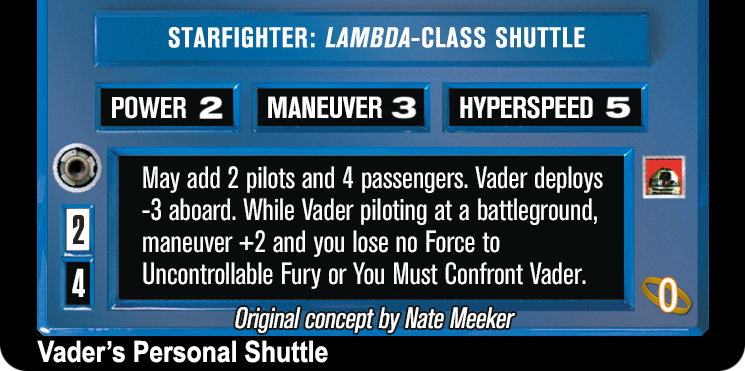 STARFIGHTER: LAMBDA-CLASS SHUTTLE
POWER 2 MANEUVER 3 HYPERSPEED 5
May add 2 pilots and 4 passengers. Vader deploys
-3 aboard. While Vader piloting at a battleground,
maneuver +2 and you lose no Force to
Uncontrollable Fury or You Must Confront Vader.
2
4
0
Original concept by Nate Meeker
Vader's Personal Shuttle